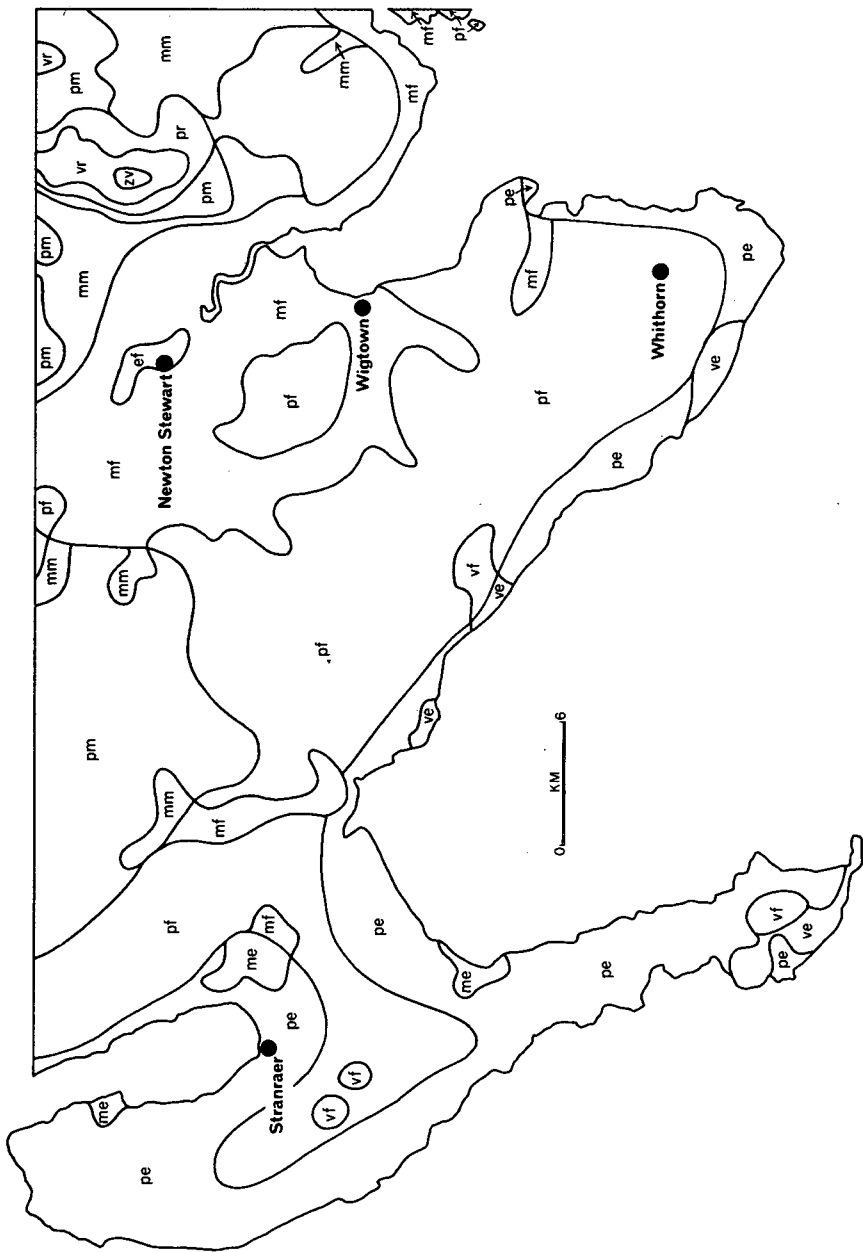 vr
pm
mm
mm
mf
mf
pf
vr
zv
pr
pm
pm
mm
pm
ef
Newton Stewart
mf
mf
Wigtown
pf
pe
mf
Whithorn
pe
ve
pf
pe
pf
mm
mm
vf
ve
pf
ve
pm
mm
mf
0 KM 6
pf
mf
me
pe
me
pe
vf
ve
pe
pe
Stranraer
vf
vf
me
pe